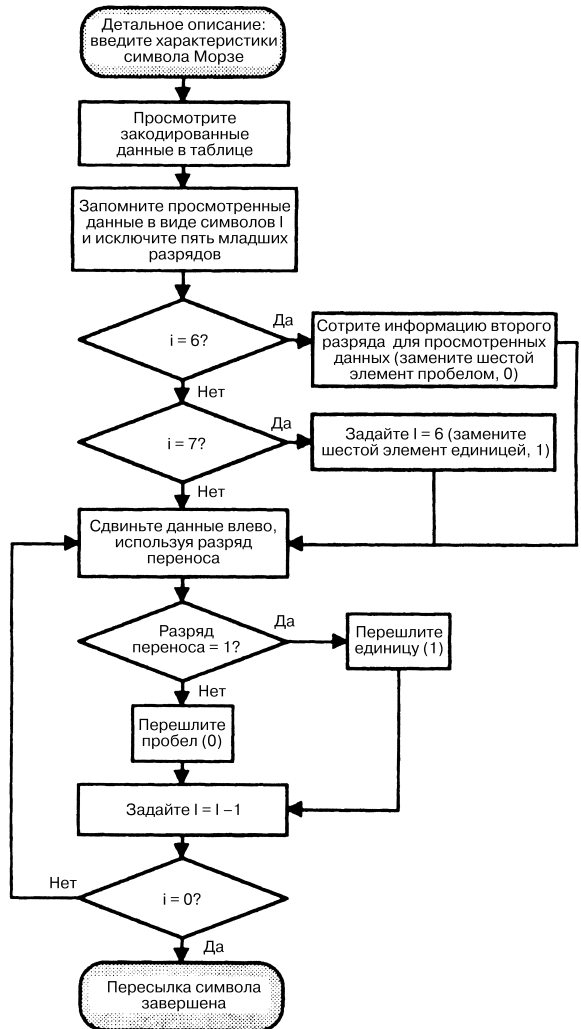 Детальное описание:
введите характеристики
символа Морзе
Просмотрите
закодированные
данные в таблице
Запомните просмотренные
данные в виде символов I
и исключите пять младших
разрядов
i = 6?
Да
Сотрите информацию второго
разряда для просмотренных
данных (замените шестой
элемент пробелом, 0)
Нет
i = 7?
Да
Задайте I = 6 (замените
шестой элемент единицей, 1)
Нет
Сдвиньте данные влево,
используя разряд
переноса
Разряд
переноса = 1?
Да
Перешлите
единицу (1)
Нет
Перешлите
пробел (0)
Задайте I = I –1
i = 0?
Нет
Да
Пересылка символа
завершена